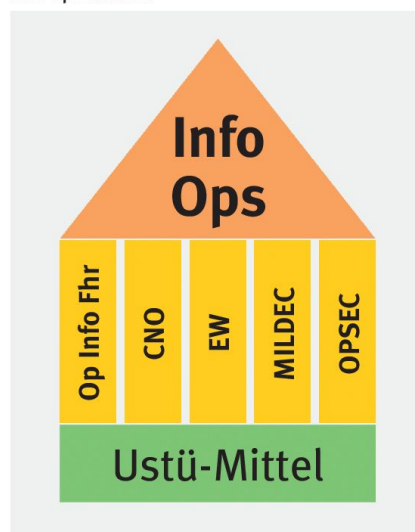 Info
Ops
Op Info Fhr
CNO
EW
MILDEC
OPSEC
Ustü-Mittel